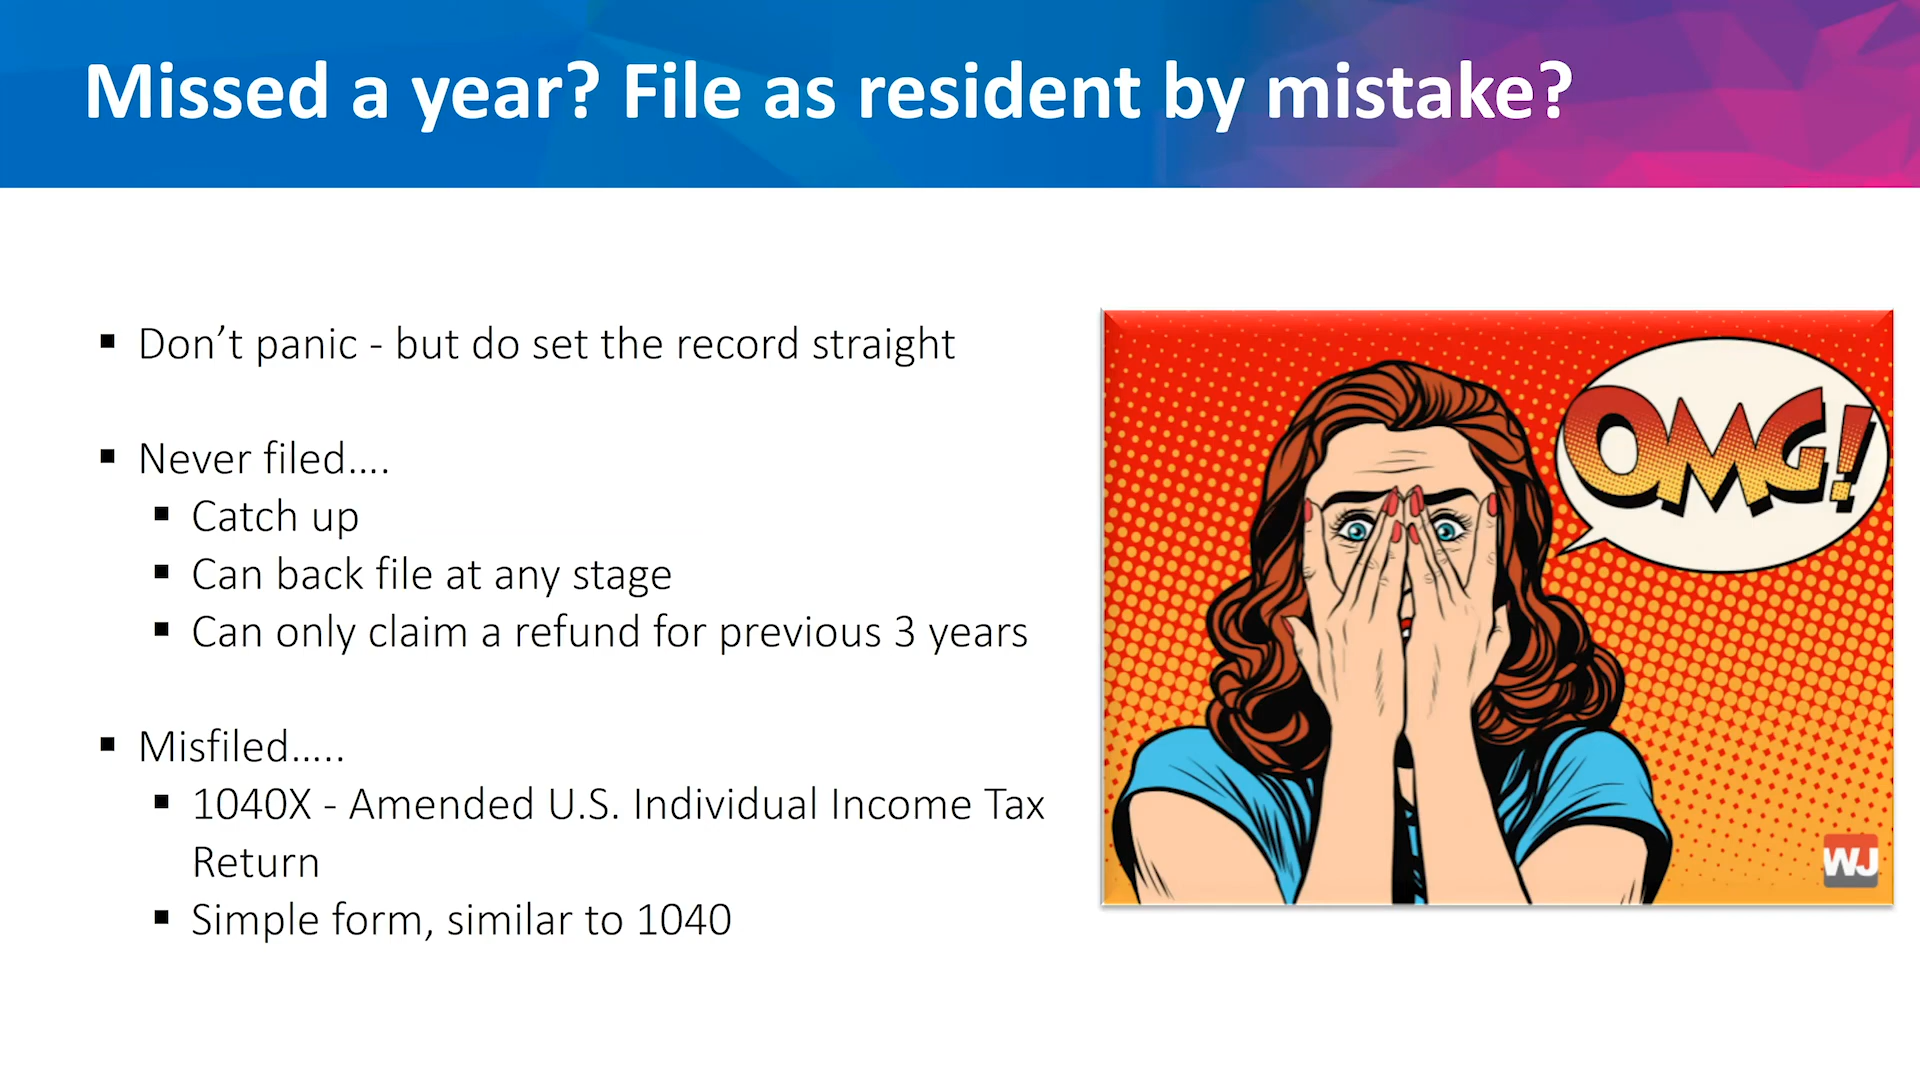 Missed a year? File as resident by mistake?
▪ Don’t panic - but do set the record straight
▪ Never filed....
▪ Catch up
▪ Can back file at any stage
▪ Can only claim a refund for previous 3 years
▪ Misfiled.....
▪ 1040X - Amended U.S. Individual Income Tax
Return
▪ Simple form, similar to 1040
OMG!
WJ